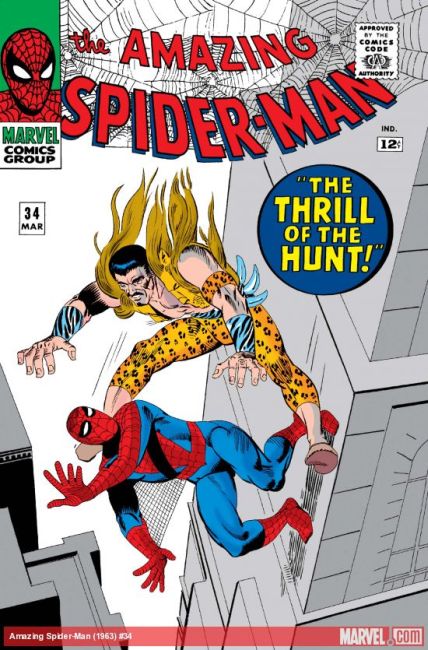 the AMAZING
SPIDER-MAN
APPROVED
BY THE
COMICS
CODE
AUTHORITY
MARVEL
COMICS
GROUP
IND.
12¢
34
MAR
"THE
THRILL
OF THE
HUNT!"
Amazing Spider-Man (1963) #34
MARVEL.com